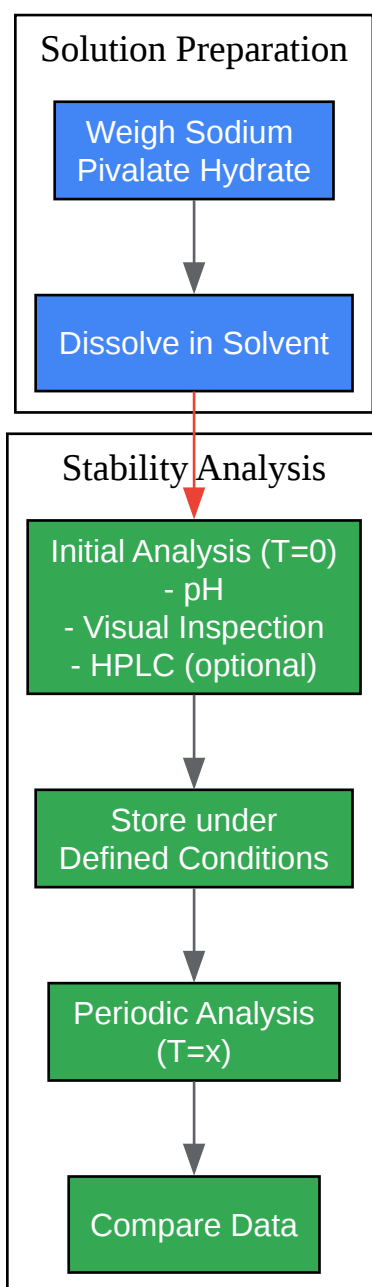 Solution Preparation
Weigh Sodium
Pivalate Hydrate
Dissolve in Solvent
Stability Analysis
Initial Analysis (T=0)
- pH
- Visual Inspection
- HPLC (optional)
Store under
Defined Conditions
Periodic Analysis
(T=x)
Compare Data